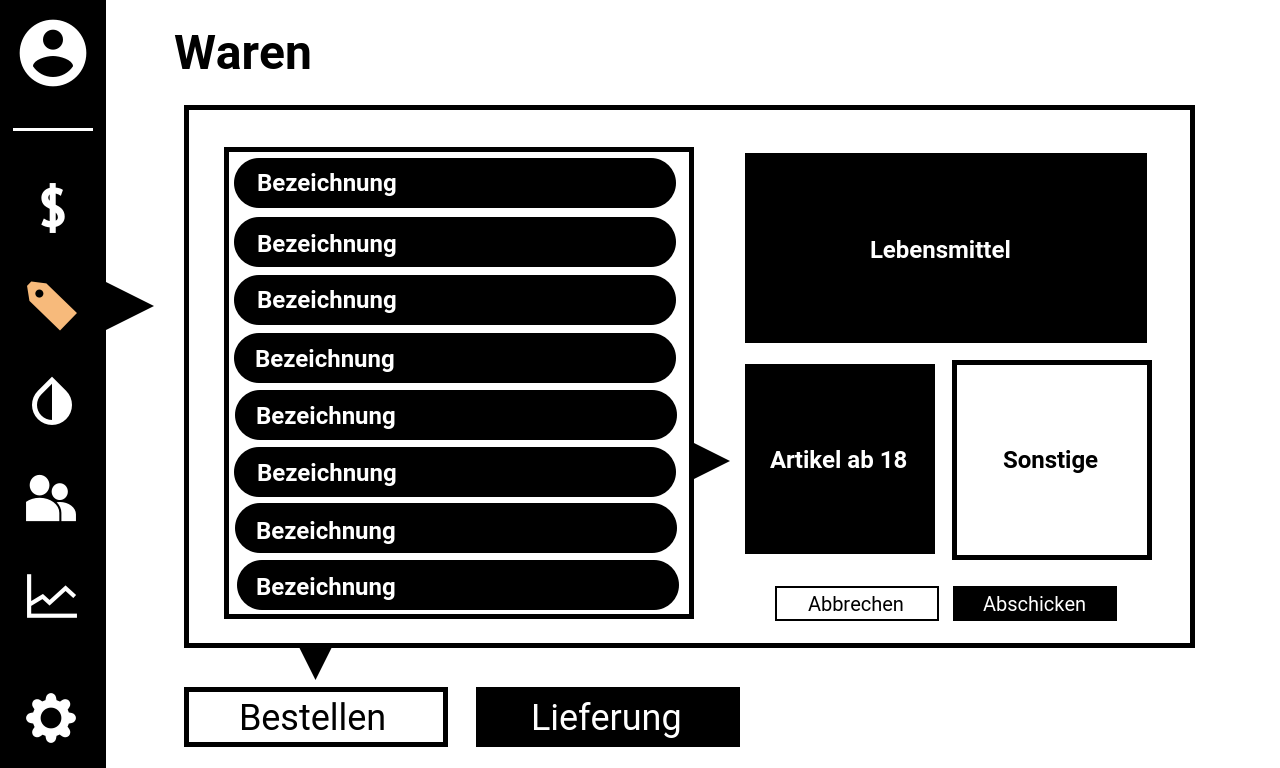 Waren
Bezeichnung
Bezeichnung
Bezeichnung
Bezeichnung
Bezeichnung
Bezeichnung
Bezeichnung
Bezeichnung
Lebensmittel
Artikel ab 18
Sonstige
Abbrechen
Abschicken
Bestellen
Lieferung